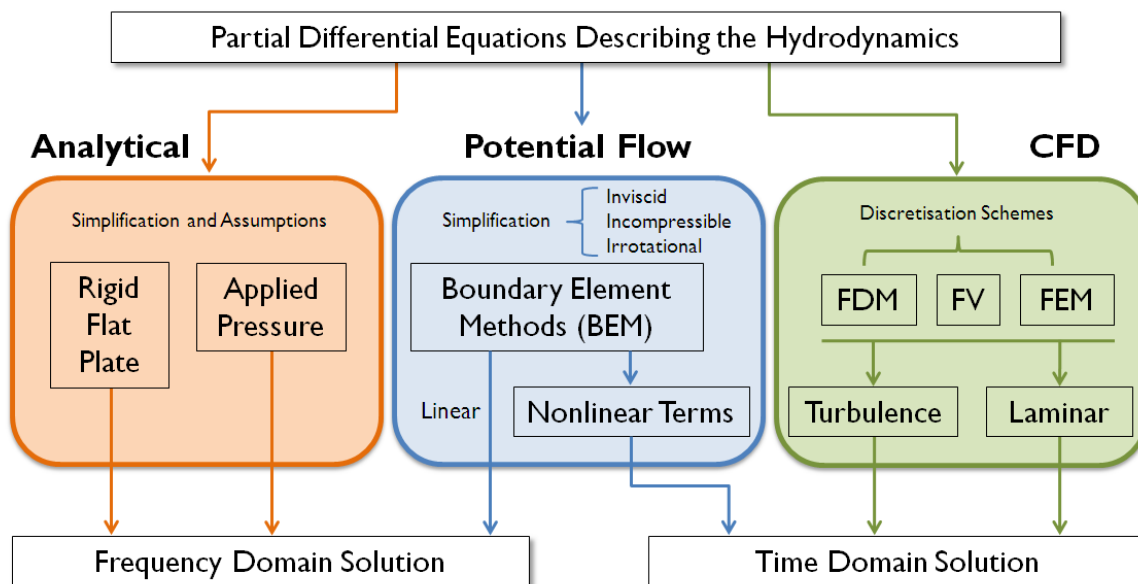 Partial Differential Equations Describing the Hydrodynamics
Analytical
Simplification and Assumptions
Rigid
Flat
Plate
Applied
Pressure
Potential Flow
Simplification
Inviscid
Incompressible
Irrotational
Boundary Element
Methods (BEM)
Linear
Nonlinear Terms
CFD
Discretisation Schemes
FDM
FV
FEM
Turbulence
Laminar
Frequency Domain Solution
Time Domain Solution